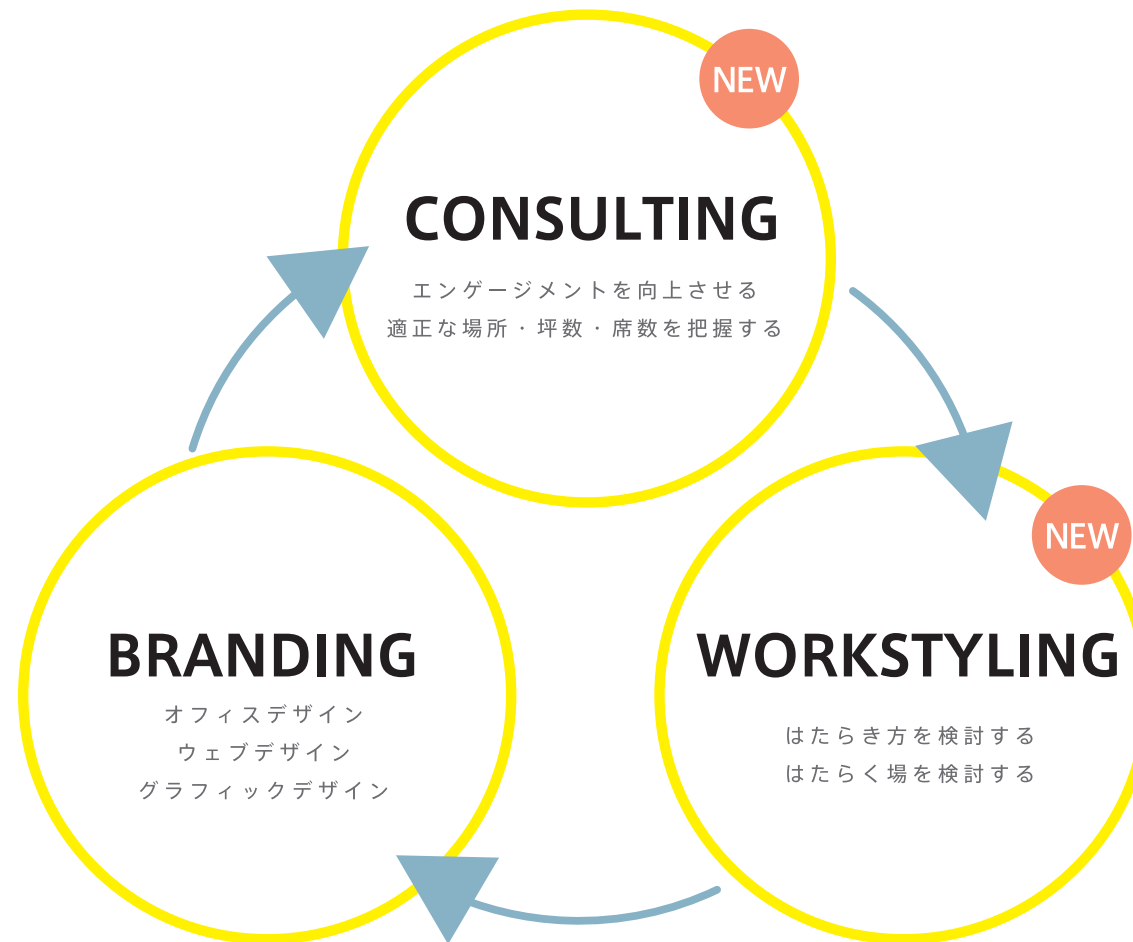 NEW
CONSULTING
エンゲージメントを向上させる
適正な場所・坪数・席数を把握する
NEW
WORKSTYLING
はたらき方を検討する
はたらく場を検討する
BRANDING
オフィスデザイン
ウェブデザイン
グラフィックデザイン